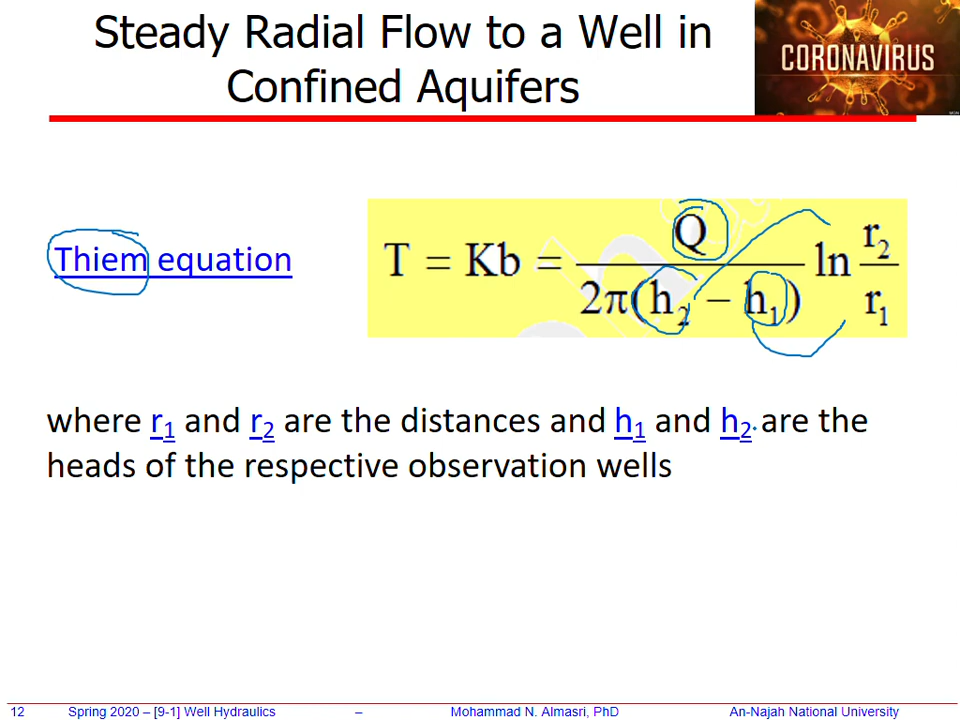 Steady Radial Flow to a Well in
Confined Aquifers
CORONAVIRUS
Thiem equation
T = Kb = Q / 2π(h₂ − h₁) ln r₂ / r₁
where r₁ and r₂ are the distances and h₁ and h₂ are the
heads of the respective observation wells
12 Spring 2020 – [9-1] Well Hydraulics – Mohammad N. Almasri, PhD An-Najah National University